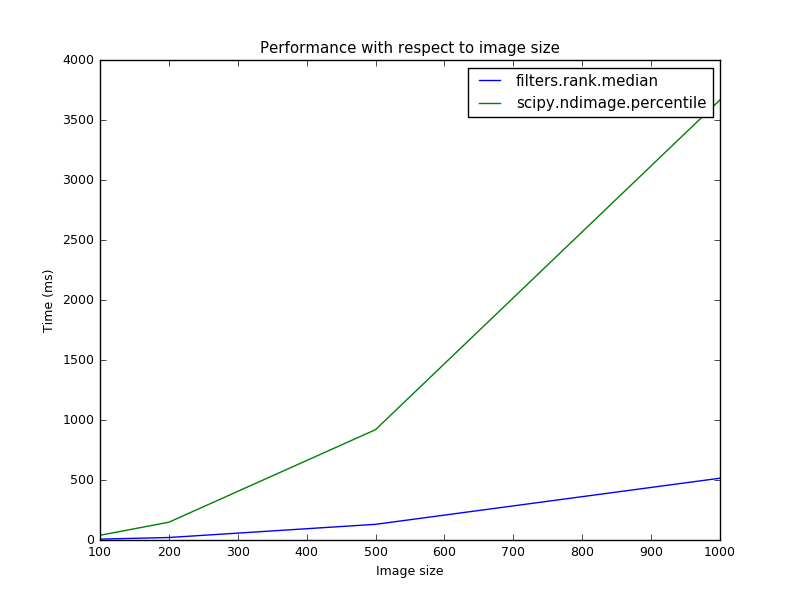 Performance with respect to image size
filters.rank.median
scipy.ndimage.percentile
4000
3500
3000
2500
2000
1500
1000
500
0
Time (ms)
100 200 300 400 500 600 700 800 900 1000
Image size